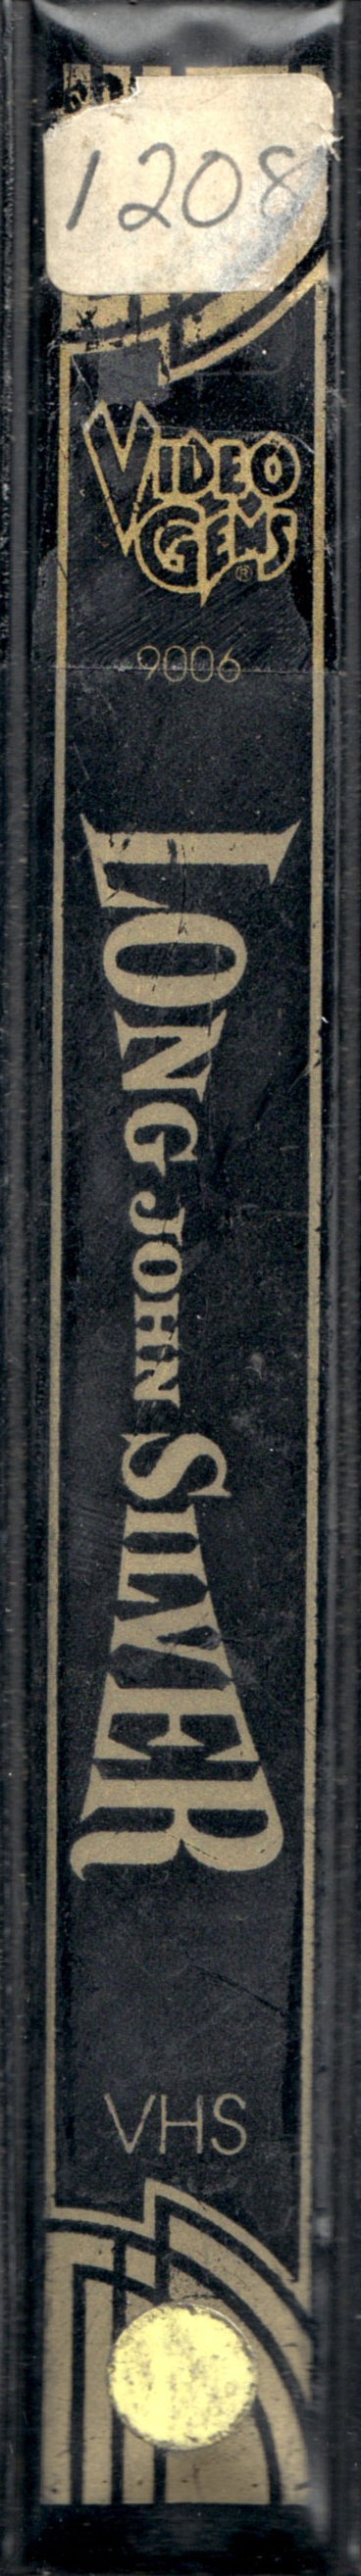 1208
VIDEO
GEMS®
9006
LONG JOHN SILVER
VHS